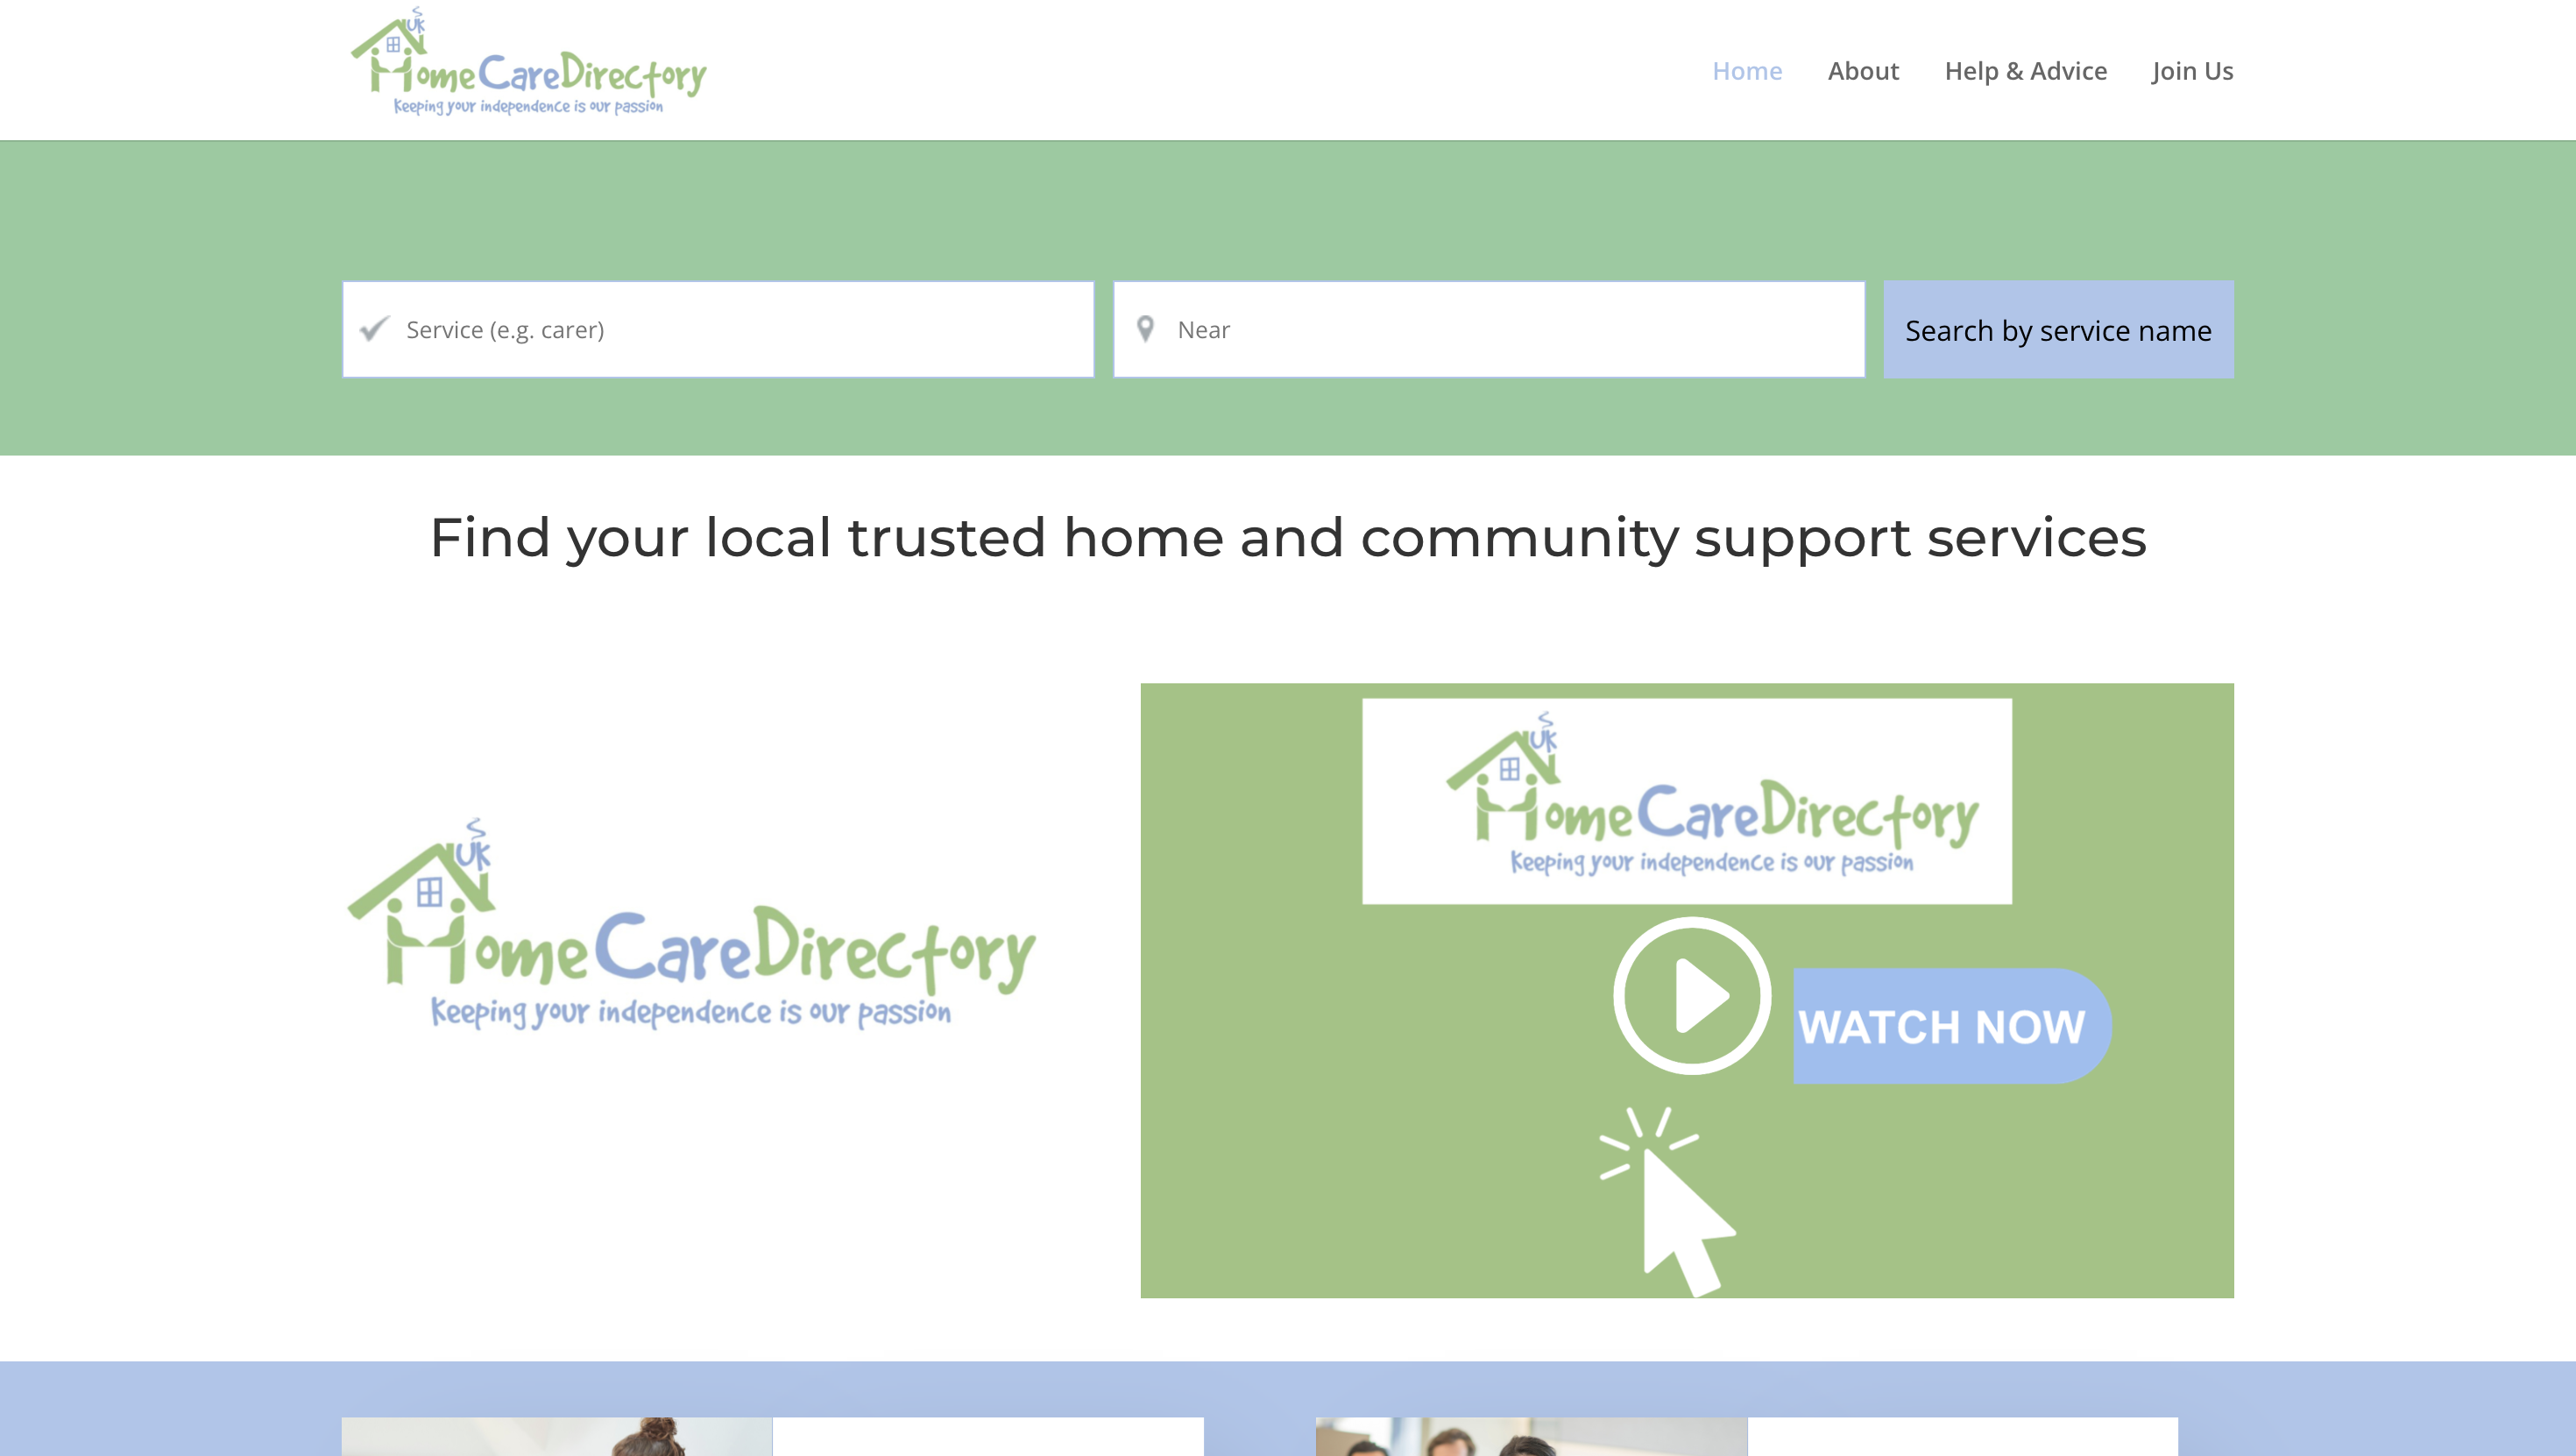 UK
HomeCareDirectory
Keeping your independence is our passion
Home About Help & Advice Join Us
Service (e.g. carer) Near Search by service name
Find your local trusted home and community support services
UK
HomeCareDirectory
Keeping your independence is our passion
UK
HomeCareDirectory
Keeping your independence is our passion
WATCH NOW